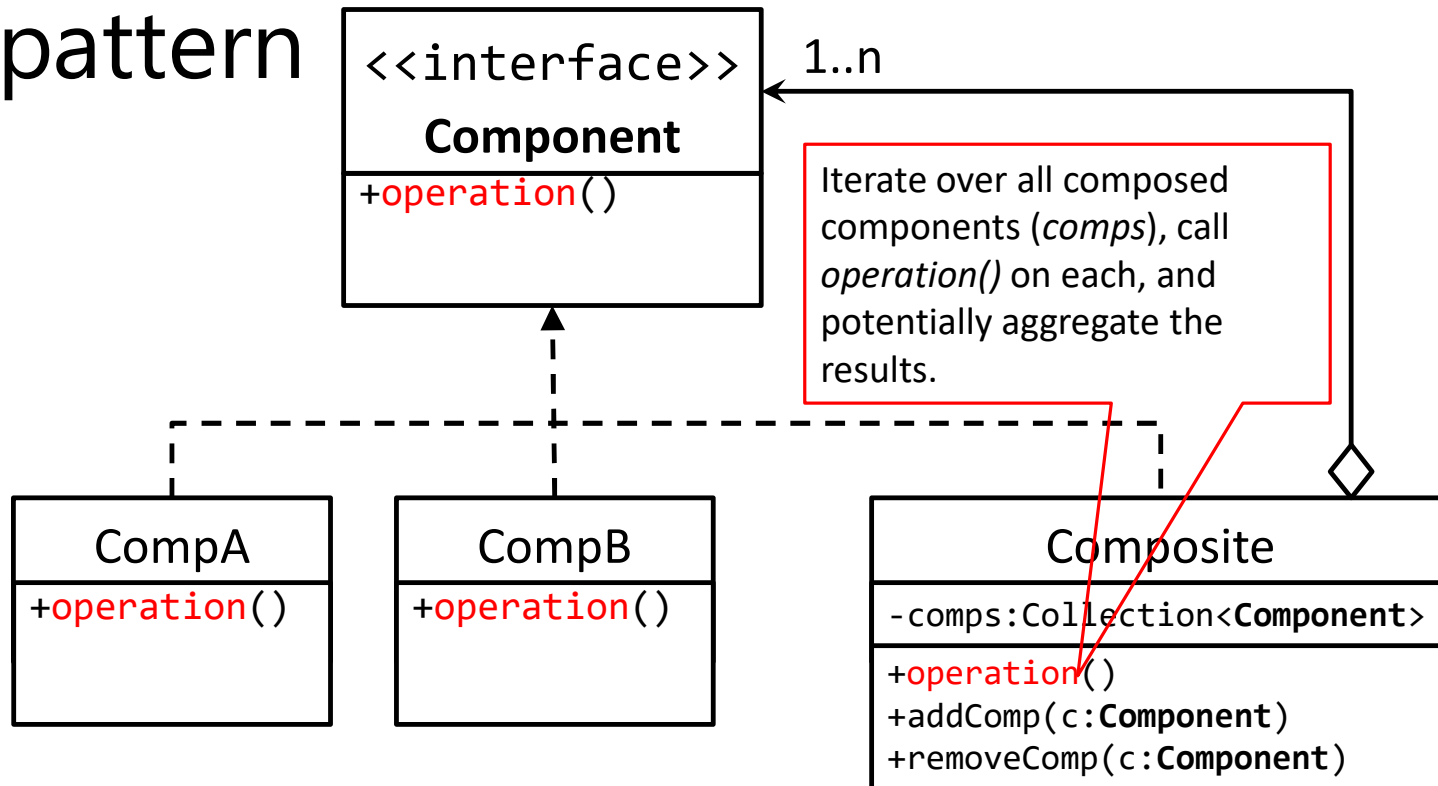 pattern
<<interface>>
Component
+operation()
1..n
Iterate over all composed
components (comps), call
operation() on each, and
potentially aggregate the
results.
CompA
+operation()
CompB
+operation()
Composite
-comps:Collection<Component>
+operation()
+addComp(c:Component)
+removeComp(c:Component)